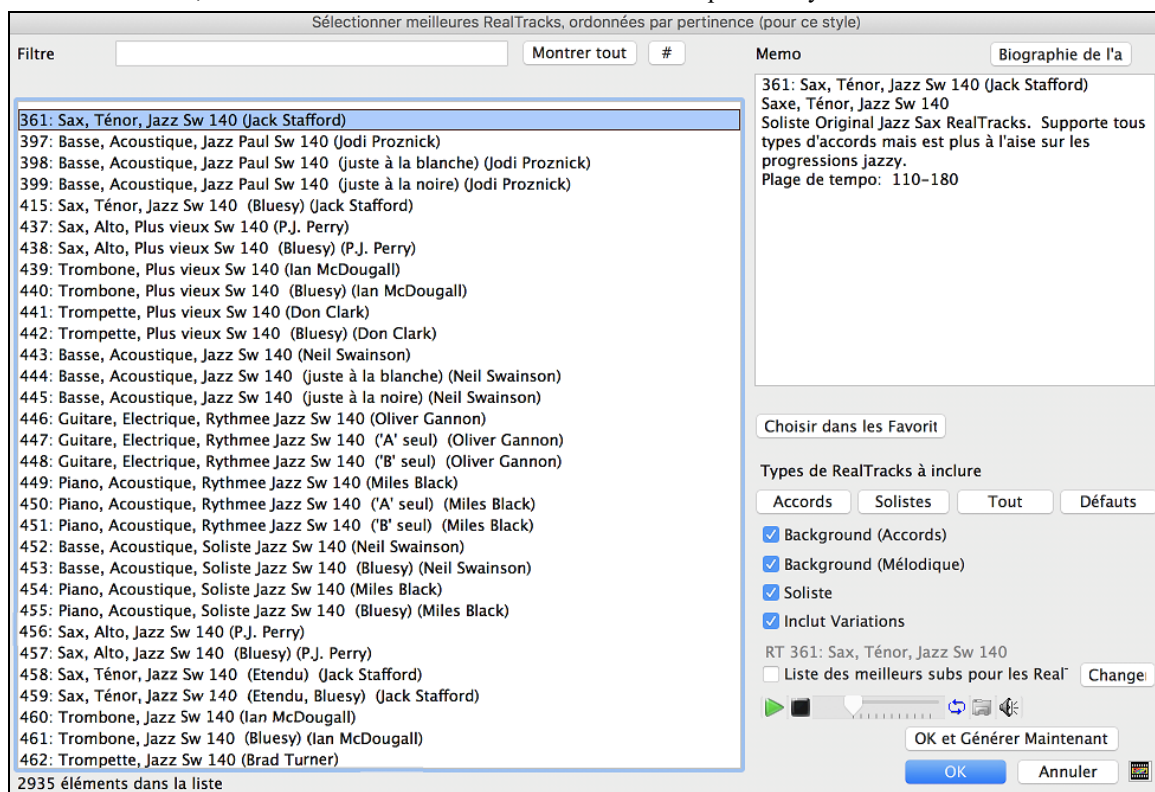 Sélectionner meilleures RealTracks, ordonnées par pertinence (pour ce style)
Filtre
Montrer tout
#
361: Sax, Ténor, Jazz Sw 140 (Jack Stafford)
397: Basse, Acoustique, Jazz Paul Sw 140 (Jodi Proznick)
398: Basse, Acoustique, Jazz Paul Sw 140 (juste à la blanche) (Jodi Proznick)
399: Basse, Acoustique, Jazz Paul Sw 140 (juste à la noire) (Jodi Proznick)
415: Sax, Ténor, Jazz Sw 140 (Bluesy) (Jack Stafford)
437: Sax, Alto, Plus vieux Sw 140 (P.J. Perry)
438: Sax, Alto, Plus vieux Sw 140 (Bluesy) (P.J. Perry)
439: Trombone, Plus vieux Sw 140 (Ian McDougall)
440: Trombone, Plus vieux Sw 140 (Bluesy) (Ian McDougall)
441: Trompette, Plus vieux Sw 140 (Don Clark)
442: Trompette, Plus vieux Sw 140 (Bluesy) (Don Clark)
443: Basse, Acoustique, Jazz Sw 140 (Neil Swainson)
444: Basse, Acoustique, Jazz Sw 140 (juste à la blanche) (Neil Swainson)
445: Basse, Acoustique, Jazz Sw 140 (juste à la noire) (Neil Swainson)
446: Guitare, Electrique, Rythmee Jazz Sw 140 (Oliver Gannon)
447: Guitare, Electrique, Rythmee Jazz Sw 140 ('A' seul) (Oliver Gannon)
448: Guitare, Electrique, Rythmee Jazz Sw 140 ('B' seul) (Oliver Gannon)
449: Piano, Acoustique, Rythmee Jazz Sw 140 (Miles Black)
450: Piano, Acoustique, Rythmee Jazz Sw 140 ('A' seul) (Miles Black)
451: Piano, Acoustique, Rythmee Jazz Sw 140 ('B' seul) (Miles Black)
452: Basse, Acoustique, Soliste Jazz Sw 140 (Neil Swainson)
453: Basse, Acoustique, Soliste Jazz Sw 140 (Bluesy) (Neil Swainson)
454: Piano, Acoustique, Soliste Jazz Sw 140 (Miles Black)
455: Piano, Acoustique, Soliste Jazz Sw 140 (Bluesy) (Miles Black)
456: Sax, Alto, Jazz Sw 140 (P.J. Perry)
457: Sax, Alto, Jazz Sw 140 (Bluesy) (P.J. Perry)
458: Sax, Ténor, Jazz Sw 140 (Etendu) (Jack Stafford)
459: Sax, Ténor, Jazz Sw 140 (Etendu, Bluesy) (Jack Stafford)
460: Trombone, Jazz Sw 140 (Ian McDougall)
461: Trombone, Jazz Sw 140 (Bluesy) (Ian McDougall)
462: Trompette, Jazz Sw 140 (Brad Turner)
2935 éléments dans la liste
Memo
Biographie de l'a
361: Sax, Ténor, Jazz Sw 140 (Jack Stafford)
Saxe, Ténor, Jazz Sw 140
Soliste Original Jazz Sax RealTracks. Supporte tous
types d'accords mais est plus à l'aise sur les
progressions jazzy.
Plage de tempo: 110-180
Choisir dans les Favorit
Types de RealTracks à inclure
Accords Solistes Tout Défauts
Background (Accords)
Background (Mélodique)
Soliste
Inclut Variations
RT 361: Sax, Ténor, Jazz Sw 140
Liste des meilleurs subs pour les Real
Change
OK et Générer Maintenant
OK
Annuler